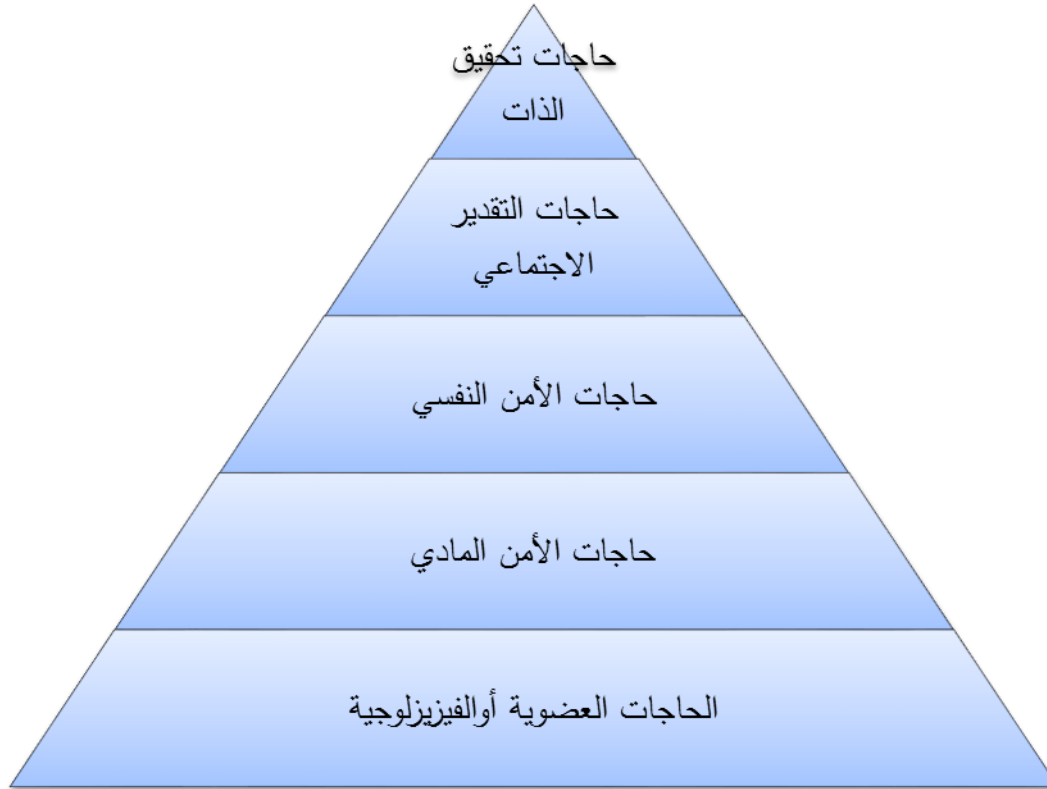 حاجات تحقيق
الذات
حاجات التقدير
الاجتماعي
حاجات الأمن النفسي
حاجات الأمن المادي
الحاجات العضوية أوالفيزيزلوجية